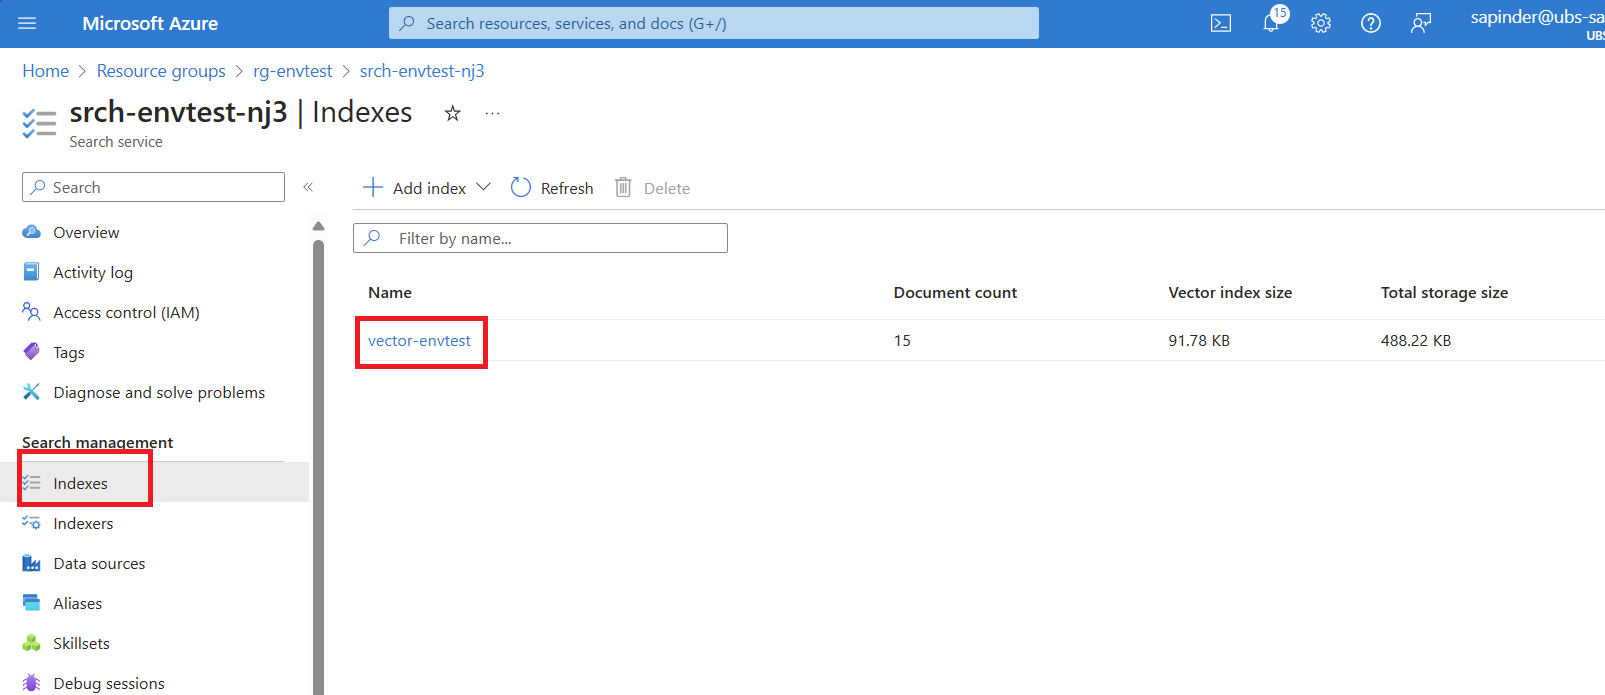 Microsoft Azure
Search resources, services, and docs (G+/)
15
sapinder@ubs-sa
UBS
Home > Resource groups > rg-envtest > srch-envtest-nj3
srch-envtest-nj3 | Indexes
Search service
Search
Add index
Refresh
Delete
Overview
Activity log
Access control (IAM)
Tags
Diagnose and solve problems
Search management
Indexes
Indexers
Data sources
Aliases
Skillsets
Debug sessions
Filter by name...
Name Document count Vector index size Total storage size
vector-envtest 15 91.78 KB 488.22 KB